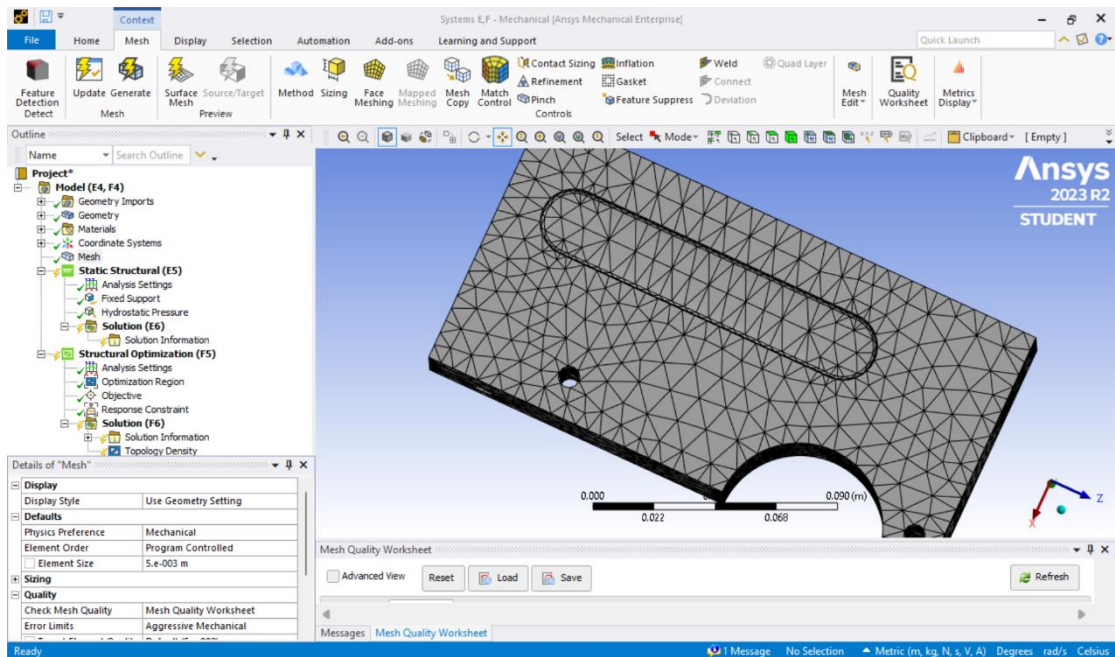 Context
Systems E,F - Mechanical [Ansys Mechanical Enterprise]
File Home Mesh Display Selection Automation Add-ons Learning and Support
Quick Launch
Feature Detection Detect
Update Generate
Mesh
Surface Mesh Source/Target
Preview
Method Sizing Face Meshing Mapped Meshing Mesh Copy Match Control
Contact Sizing
Refinement
Pinch
Inflation
Gasket
Feature Suppress
Weld
Connect
Deviation
Quad Layer
Controls
Mesh Edit
Quality Worksheet
Metrics Display
Outline
Name Search Outline
Select Mode Clipboard [Empty]
Project*
Model (E4, F4)
Geometry Imports
Geometry
Materials
Coordinate Systems
Mesh
Static Structural (E5)
Analysis Settings
Fixed Support
Hydrostatic Pressure
Solution (E6)
Solution Information
Structural Optimization (F5)
Analysis Settings
Optimization Region
Objective
Response Constraint
Solution (F6)
Solution Information
Topology Density
Ansys
2023 R2
STUDENT
0.000
0.090 (m)
0.022
0.068
Z
X
Details of "Mesh"
Display
Display Style Use Geometry Setting
Defaults
Physics Preference Mechanical
Element Order Program Controlled
Element Size 5.e-003 m
Sizing
Quality
Check Mesh Quality Mesh Quality Worksheet
Error Limits Aggressive Mechanical
Mesh Quality Worksheet
Advanced View Reset Load Save Refresh
Messages Mesh Quality Worksheet
Ready 1 Message No Selection Metric (m, kg, N, s, V, A) Degrees rad/s Celsius